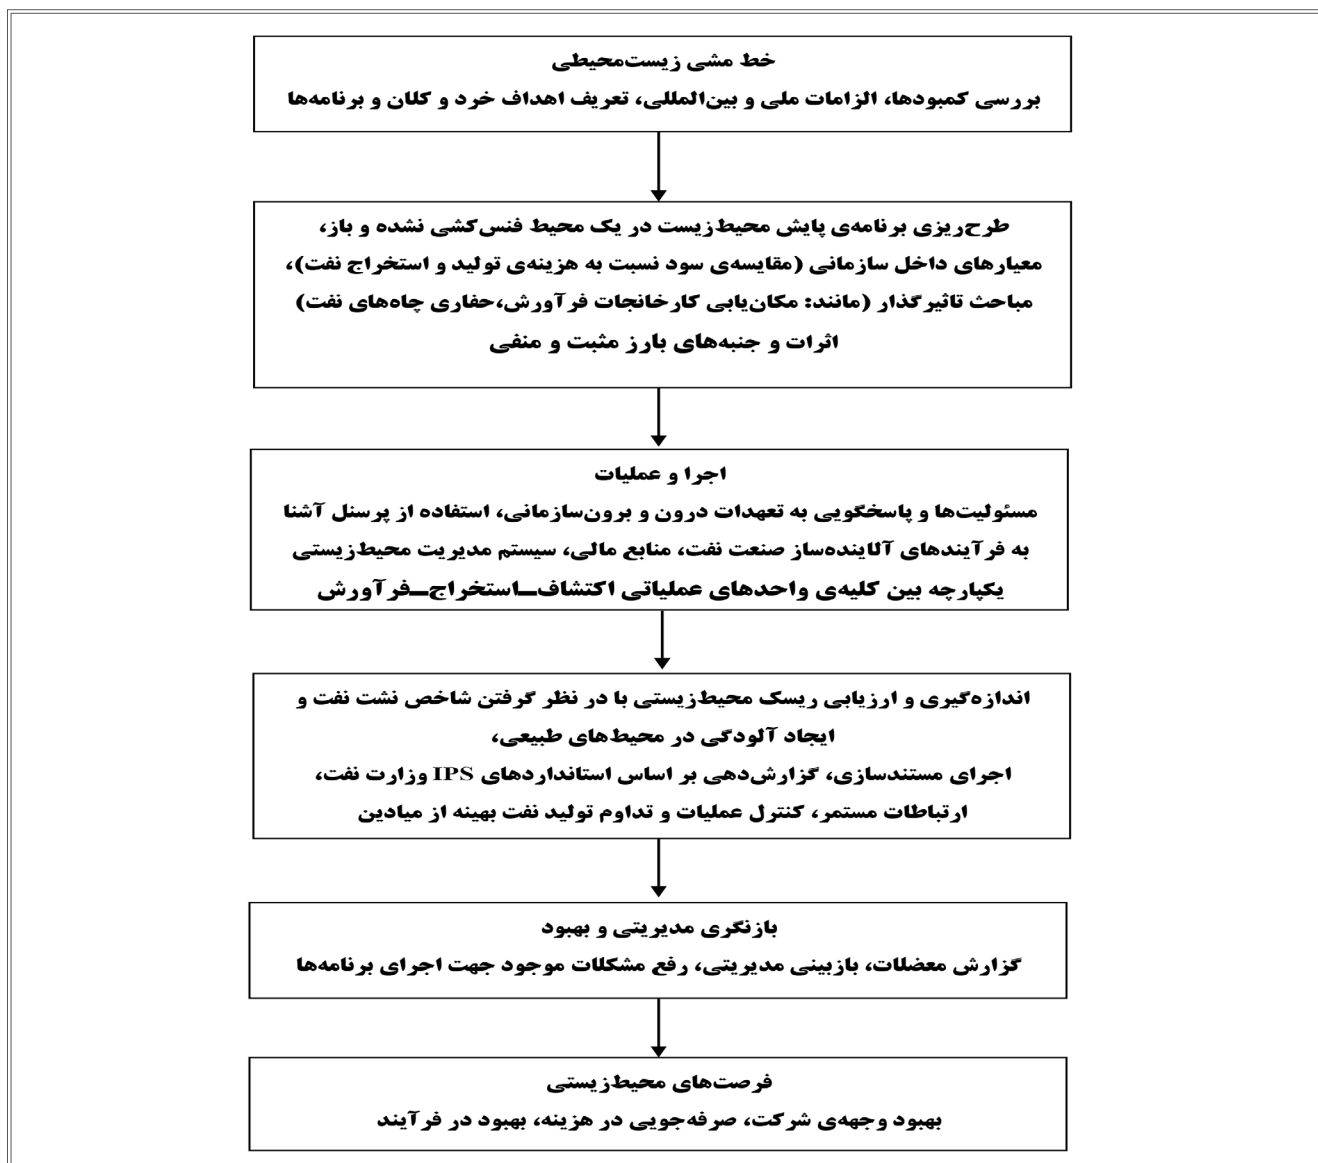 خط مشی زیست‌محیطی
بررسی کمبودها، الزامات ملی و بین‌المللی، تعریف اهداف خرد و کلان و برنامه‌ها
طرح‌ریزی برنامه‌ی پایش محیط‌زیست در یک محیط فنس‌کشی نشده و باز،
معیارهای داخل سازمانی (مقایسه‌ی سود نسبت به هزینه‌ی تولید و استخراج نفت)،
مباحث تاثیرگذار (مانند: مکان‌یابی کارخانجات فرآورش،حفاری چاه‌های نفت)
اثرات و جنبه‌های بارز مثبت و منفی
اجرا و عملیات
مسئولیت‌ها و پاسخگویی به تعهدات درون و برون‌سازمانی، استفاده از پرسنل آشنا
به فرآیندهای آلاینده‌ساز صنعت نفت، منابع مالی، سیستم مدیریت محیط‌زیستی
یکپارچه بین کلیه‌ی واحدهای عملیاتی اکتشاف–استخراج–فرآورش
اندازه‌گیری و ارزیابی ریسک محیط‌زیستی با در نظر گرفتن شاخص نشت نفت و
ایجاد آلودگی در محیط‌های طبیعی،
اجرای مستندسازی، گزارش‌دهی بر اساس استانداردهای IPS وزارت نفت،
ارتباطات مستمر، کنترل عملیات و تداوم تولید نفت بهینه از میادین
بازنگری مدیریتی و بهبود
گزارش معضلات، بازبینی مدیریتی، رفع مشکلات موجود جهت اجرای برنامه‌ها
فرصت‌های محیط‌زیستی
بهبود وجهه‌ی شرکت، صرفه‌جویی در هزینه، بهبود در فرآیند